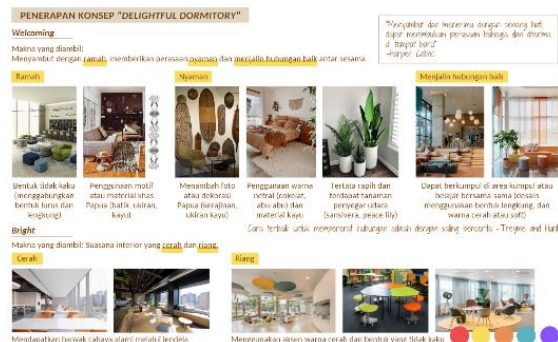 PENERAPAN KONSEP "DELIGHTFUL DORMITORY"
"Menyambut dan menerima dengan senang hati,
dapat menimbulkan perasaan bahagia dan diterima
di tempat baru"
-Harper Collins
Welcoming
Makna yang diambil:
Menyambut dengan ramah, memberikan perasaan nyaman dan menjalin hubungan baik antar sesama
Ramah
Nyaman
Menjalin hubungan baik
Bentuk tidak kaku
(menggabungkan
bentuk lurus dan
lengkung)
Penggunaan motif
atau material khas
Papua (batik, ukiran,
kayu)
Menambah foto
atau dekorasi
Papua (kerajinan,
ukiran kayu)
Penggunaan warna
netral (cokelat,
abu-abu) dan
material kayu
Tertata rapih dan
terdapat tanaman
penyegar udara
(sansivera, peace lily)
Dapat berkumpul di area kumpul atau
belajar bersama sama (desain
menggunakan bentuk lengkung, dan
warna cerah atau soft)
Cara terbaik untuk mempererat hubungan adalah dengan saling bercerita -Tregoe and
Bright
Makna yang diambil: Suasana interior yang cerah dan riang.
Cerah
Riang
Mendapatkan banyak cahaya alami melalui jendela
Menggunakan aksen warna cerah dan bentuk yang tidak kaku